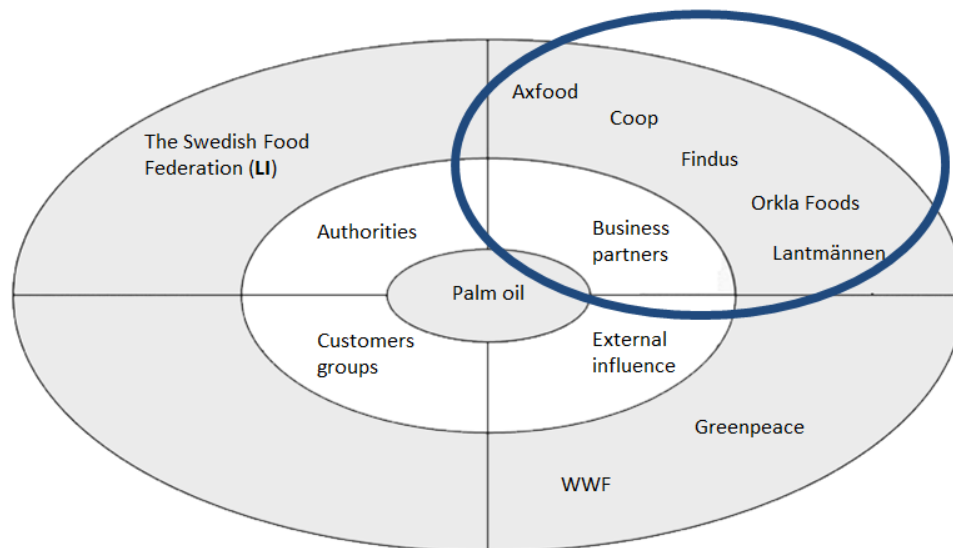 Axfood
Coop
The Swedish Food
Federation (LI)
Findus
Orkla Foods
Authorities
Business
partners
Lantmännen
Palm oil
Customers
groups
External
influence
Greenpeace
WWF